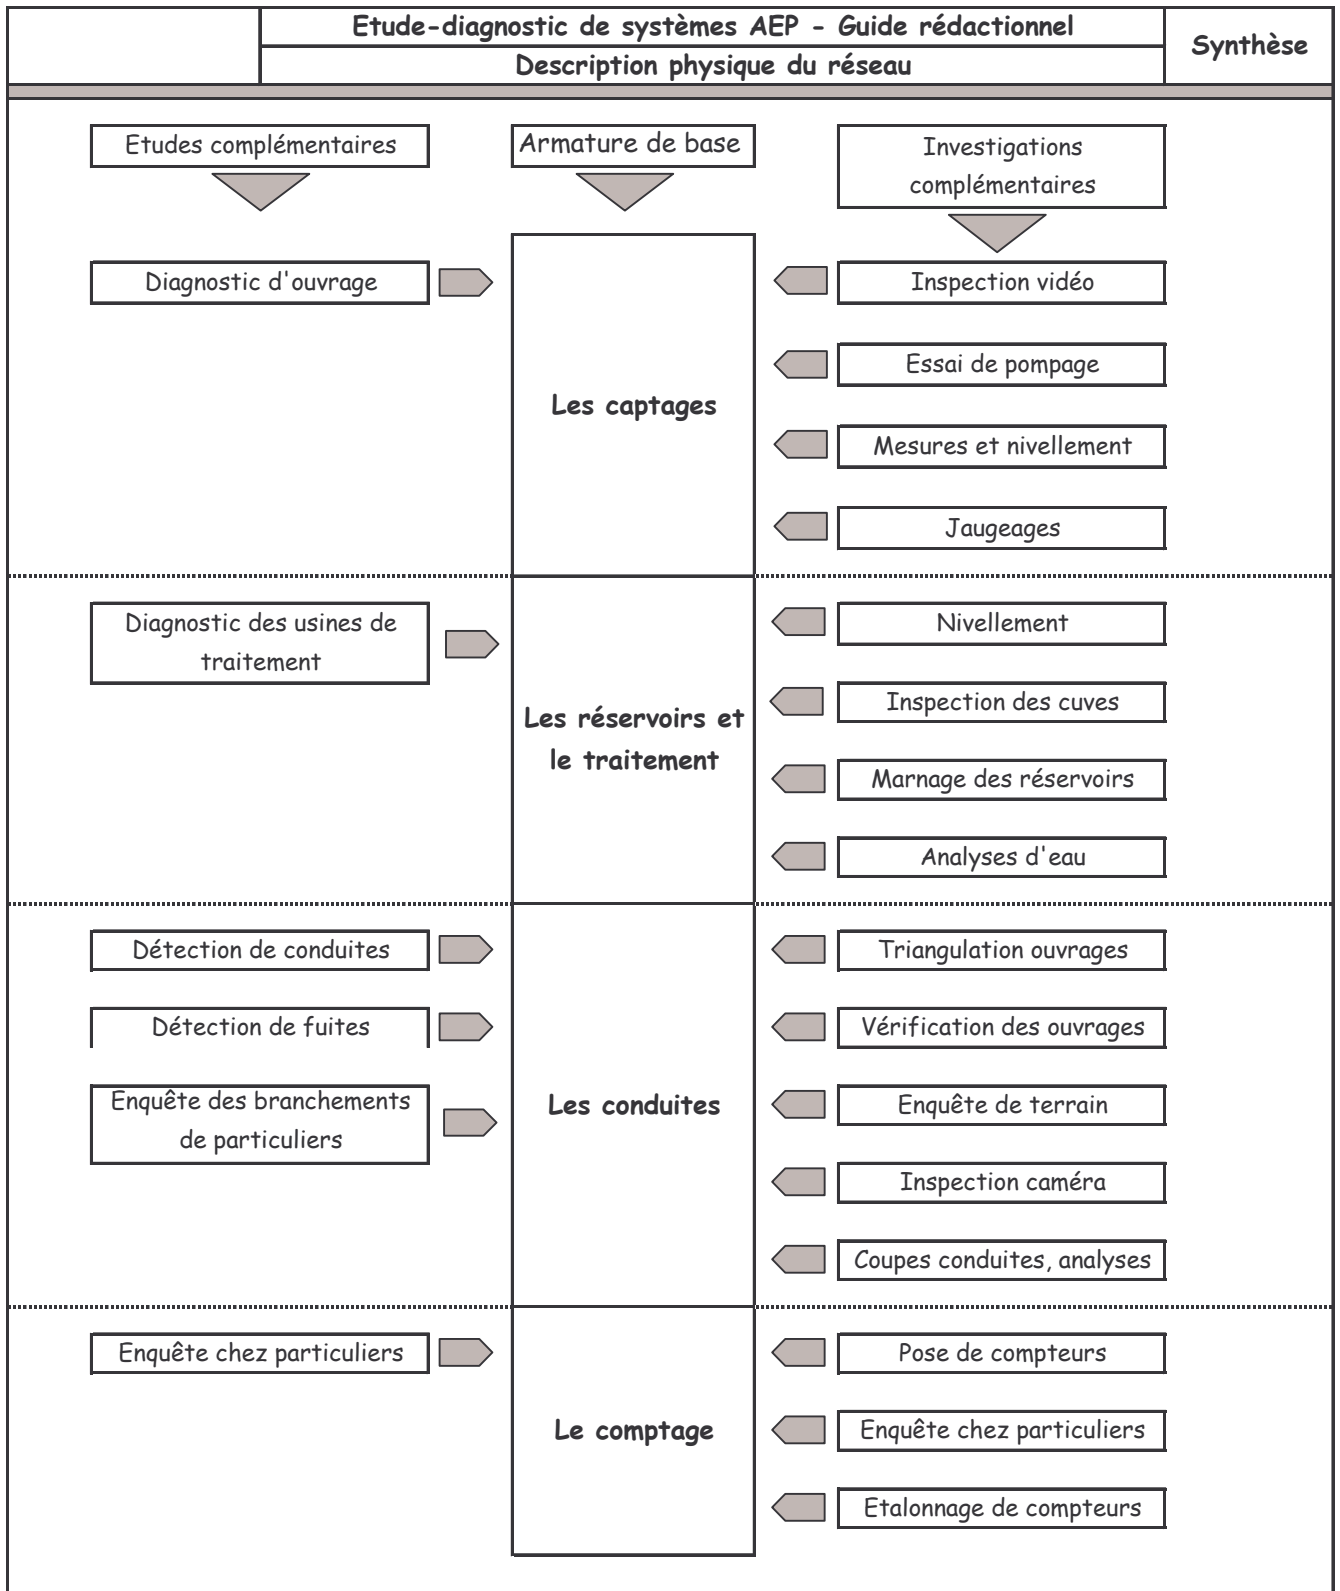 Etude-diagnostic de systèmes AEP - Guide rédactionnel
Description physique du réseau
Synthèse
Etudes complémentaires
Armature de base
Investigations
complémentaires
Diagnostic d'ouvrage
Les captages
Inspection vidéo
Essai de pompage
Mesures et nivellement
Jaugeages
Diagnostic des usines de
traitement
Les réservoirs et
le traitement
Nivellement
Inspection des cuves
Marnage des réservoirs
Analyses d'eau
Détection de conduites
Détection de fuites
Enquête des branchements
de particuliers
Les conduites
Triangulation ouvrages
Vérification des ouvrages
Enquête de terrain
Inspection caméra
Coupes conduites, analyses
Enquête chez particuliers
Le comptage
Pose de compteurs
Enquête chez particuliers
Etalonnage de compteurs